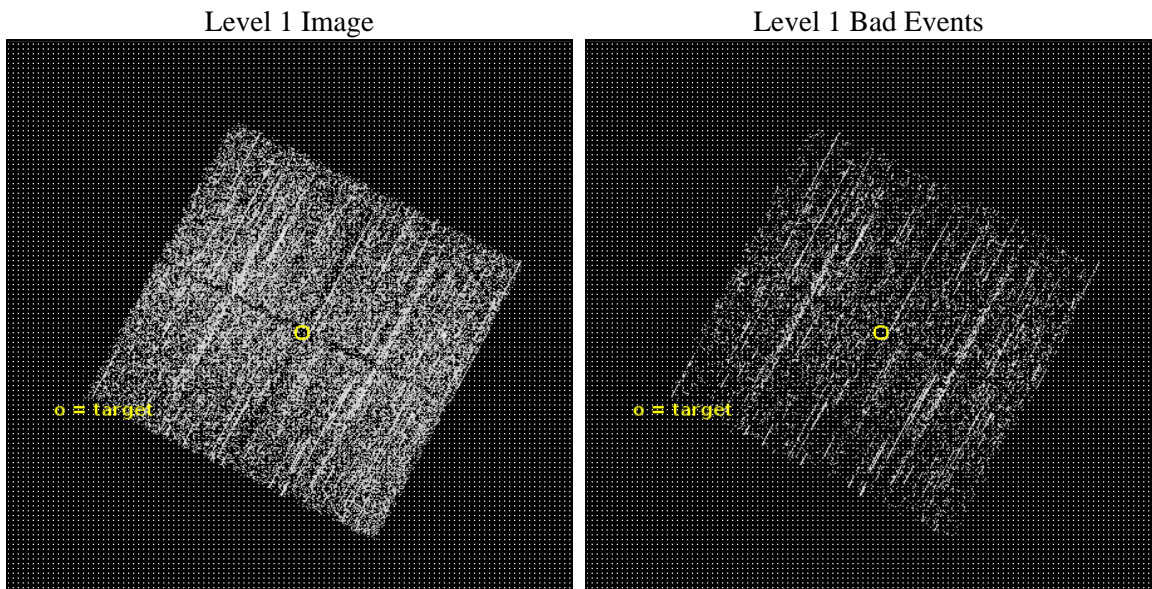 Level 1 Image
Level 1 Bad Events
o = target
o = target